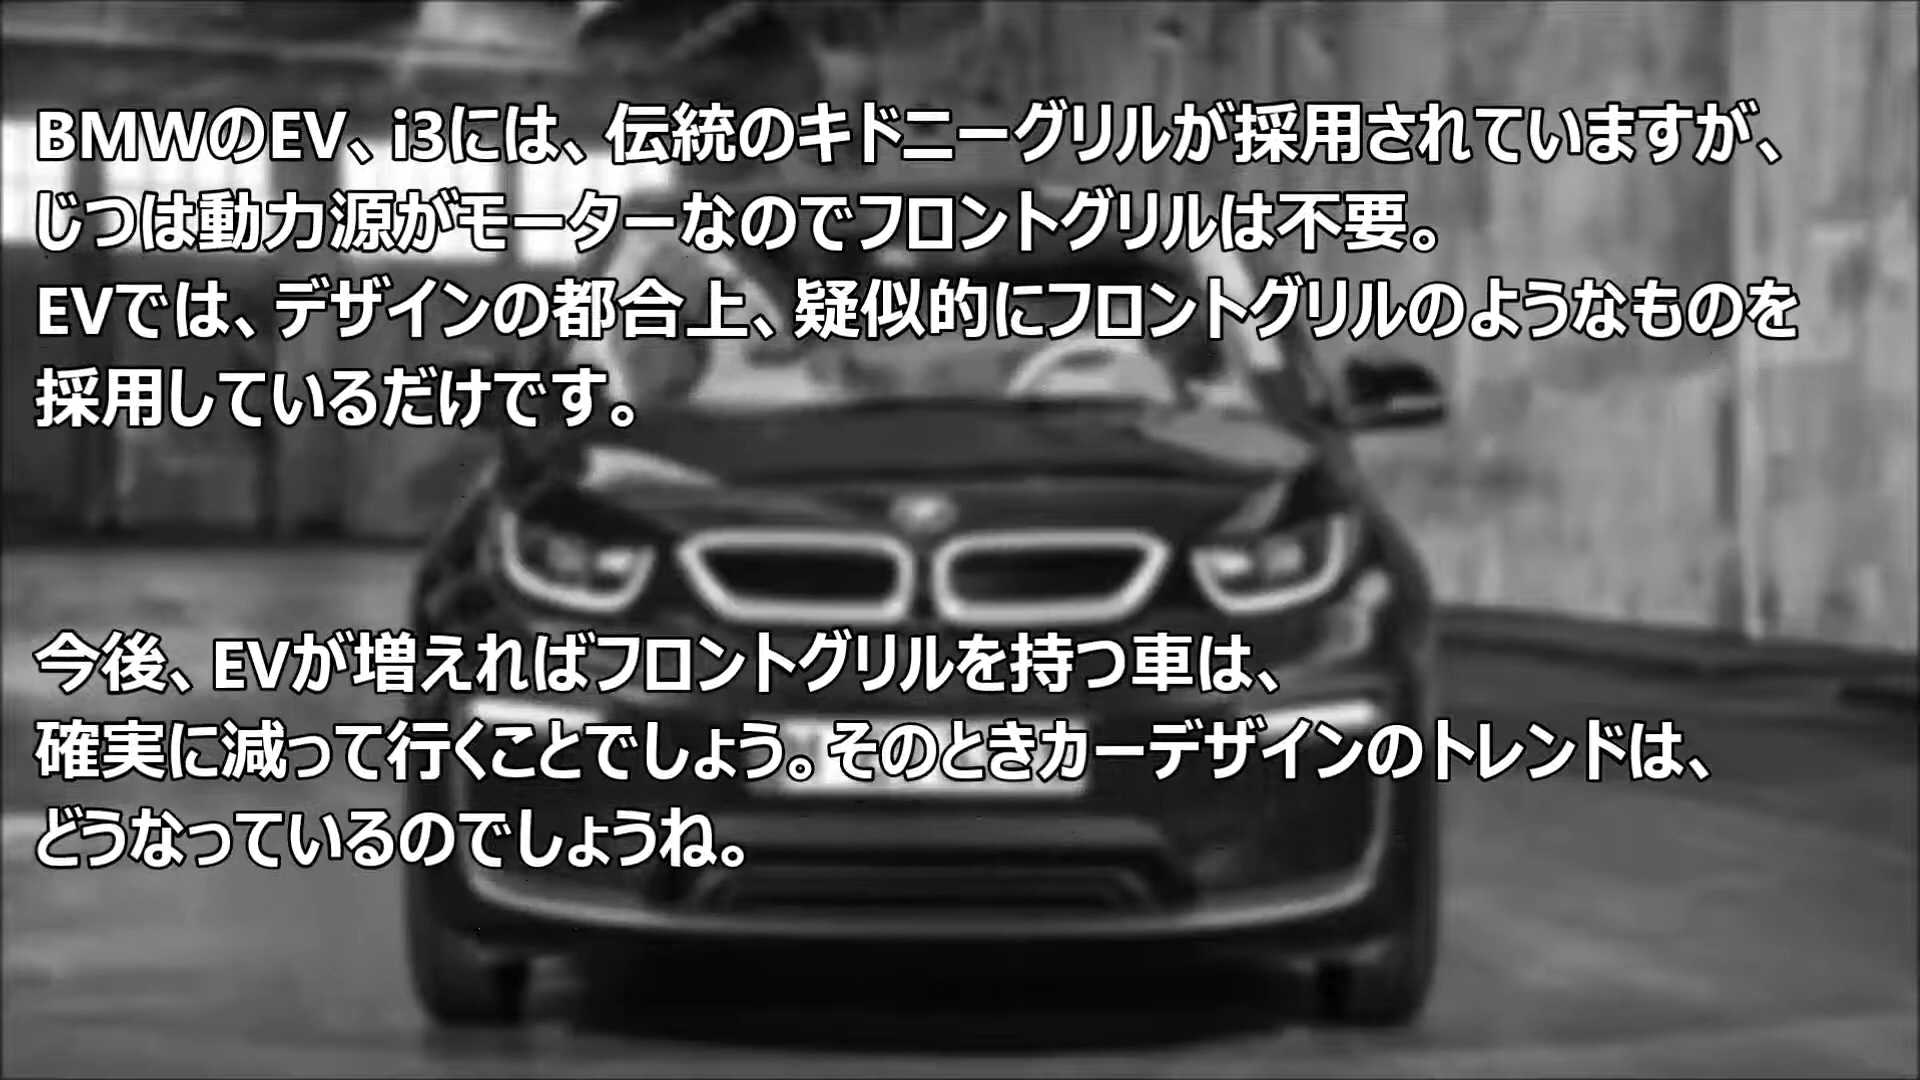 BMWのEV、i3には、伝統のキドニーグリルが採用されていますが、
じつは動力源がモーターなのでフロントグリルは不要。
EVでは、デザインの都合上、疑似的にフロントグリルのようなものを
採用しているだけです。
今後、EVが増えればフロントグリルを持つ車は、
確実に減って行くことでしょう。そのときカーデザインのトレンドは、
どうなっているのでしょうね。